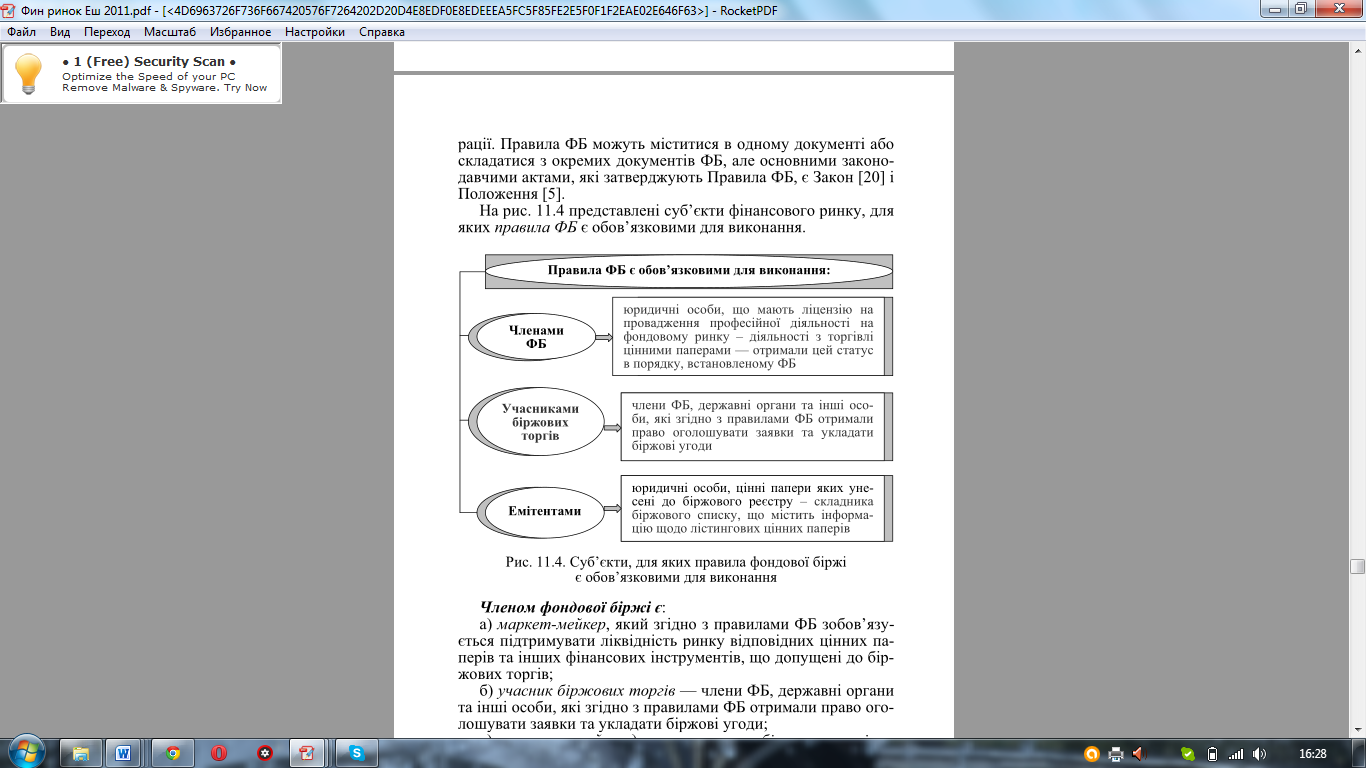 Фин ринок Еш 2011.pdf - [<4D6963726F736F667420576F7264202D20D4E8EDF0E8EDEEEA5FC5F85FE2E5F0F1F2EAE02E646F63>] - RocketPDF
Файл Вид Переход Масштаб Избранное Настройки Справка
● 1 (Free) Security Scan ●
Optimize the Speed of your PC
Remove Malware & Spyware. Try Now
рації. Правила ФБ можуть міститися в одному документі або
складатися з окремих документів ФБ, але основними законо-
давчими актами, які затверджують Правила ФБ, є Закон [20] і
Положення [5].
На рис. 11.4 представлені суб’єкти фінансового ринку, для
яких правила ФБ є обов’язковими для виконання.
Правила ФБ є обов’язковими для виконання:
Членами
ФБ
юридичні особи, що мають ліцензію на
провадження професійної діяльності на
фондовому ринку – діяльності з торгівлі
цінними паперами — отримали цей статус
в порядку, встановленому ФБ
Учасниками
біржових
торгів
члени ФБ, державні органи та інші осо-
би, які згідно з правилами ФБ отримали
право оголошувати заявки та укладати
біржові угоди
Емітентами
юридичні особи, цінні папери яких уне-
сені до біржового реєстру – складника
біржового списку, що містить інформа-
цію щодо лістингових цінних паперів
Рис. 11.4. Суб’єкти, для яких правила фондової біржі
є обов’язковими для виконання
Членом фондової біржі є:
а) маркет-мейкер, який згідно з правилами ФБ зобов’язу-
ється підтримувати ліквідність ринку відповідних цінних па-
перів та інших фінансових інструментів, що допущені до бір-
жових торгів;
б) учасник біржових торгів — члени ФБ, державні органи
та інші особи, які згідно з правилами ФБ отримали право ого-
лошувати заявки та укладати біржові угоди;
16:28